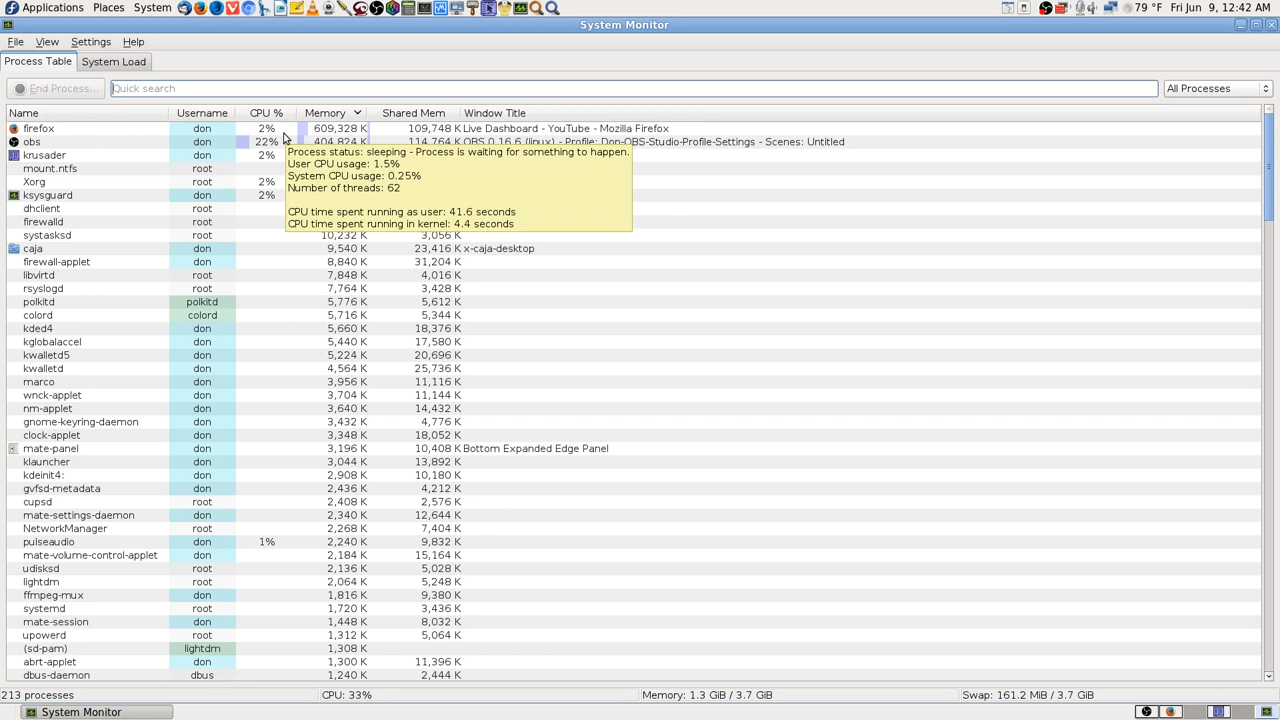 Applications Places System 79 °F Fri Jun 9, 12:42 AM
System Monitor
File View Settings Help
Process Table System Load
End Process... Quick search All Processes
Name Username CPU % Memory Shared Mem Window Title
firefox don 2% 609,328 K 109,748 K Live Dashboard - YouTube - Mozilla Firefox
obs don 22% 404,824 K 114,764 K OBS 0.16.6 (linux) - Profile: Don-OBS-Studio-Profile-Settings - Scenes: Untitled
krusader don 2%
Process status: sleeping - Process is waiting for something to happen.
User CPU usage: 1.5%
System CPU usage: 0.25%
Number of threads: 62
CPU time spent running as user: 41.6 seconds
CPU time spent running in kernel: 4.4 seconds
mount.ntfs root
Xorg root 2%
ksysguard don 2%
dhclient root
firewalld root
systasksd root 10,232 K 3,056 K
caja don 9,540 K 23,416 K x-caja-desktop
firewall-applet don 8,840 K 31,204 K
libvirtd root 7,848 K 4,016 K
rsyslogd root 7,764 K 3,428 K
polkitd polkitd 5,776 K 5,612 K
colord colord 5,716 K 5,344 K
kded4 don 5,660 K 18,376 K
kglobalaccel don 5,440 K 17,580 K
kwalletd5 don 5,224 K 20,696 K
kwalletd don 4,564 K 25,736 K
marco don 3,956 K 11,116 K
wnck-applet don 3,704 K 11,144 K
nm-applet don 3,640 K 14,432 K
gnome-keyring-daemon don 3,432 K 4,776 K
clock-applet don 3,348 K 18,052 K
mate-panel don 3,196 K 10,408 K Bottom Expanded Edge Panel
klauncher don 3,044 K 13,892 K
kdeinit4: don 2,908 K 10,180 K
gvfsd-metadata don 2,436 K 4,212 K
cupsd root 2,408 K 2,576 K
mate-settings-daemon don 2,340 K 12,644 K
NetworkManager root 2,268 K 7,404 K
pulseaudio don 1% 2,240 K 9,832 K
mate-volume-control-applet don 2,184 K 15,164 K
udisksd root 2,136 K 5,028 K
lightdm root 2,064 K 5,248 K
ffmpeg-mux don 1,816 K 9,380 K
systemd root 1,720 K 3,436 K
mate-session don 1,448 K 8,032 K
upowerd root 1,312 K 5,064 K
(sd-pam) lightdm 1,308 K
abrt-applet don 1,300 K 11,396 K
dbus-daemon dbus 1,240 K 2,444 K
213 processes CPU: 33% Memory: 1.3 GiB / 3.7 GiB Swap: 161.2 MiB / 3.7 GiB
System Monitor